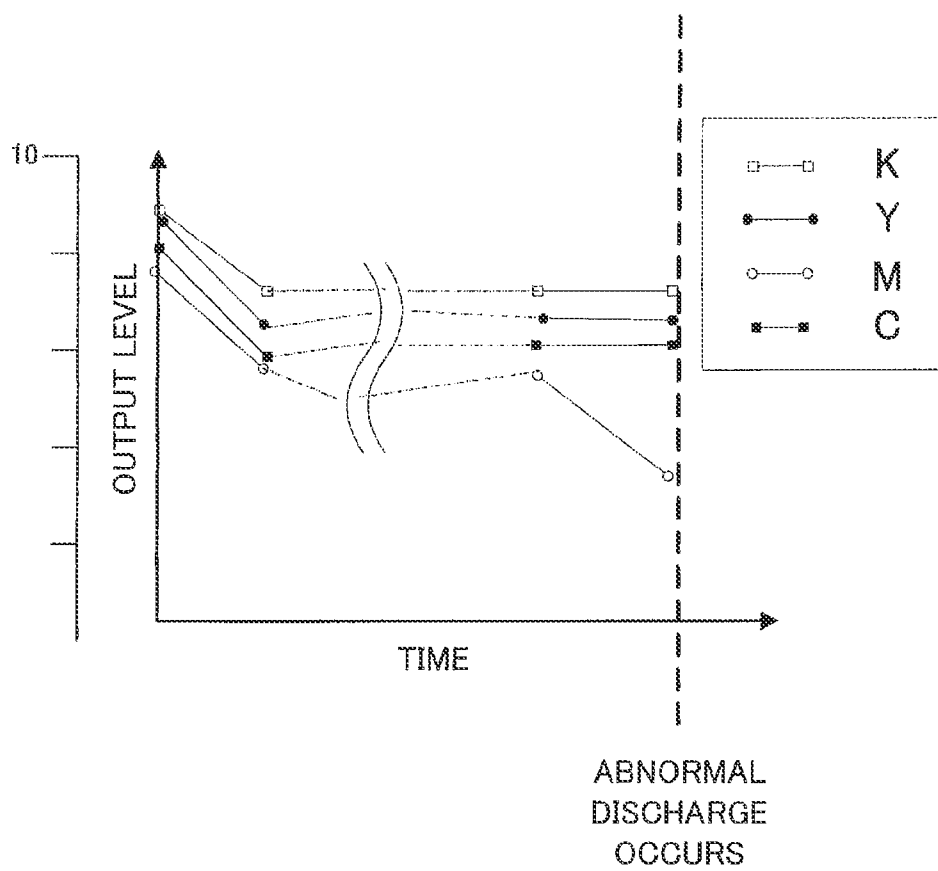 10
OUTPUT LEVEL
K
Y
M
C
TIME
ABNORMAL
DISCHARGE
OCCURS